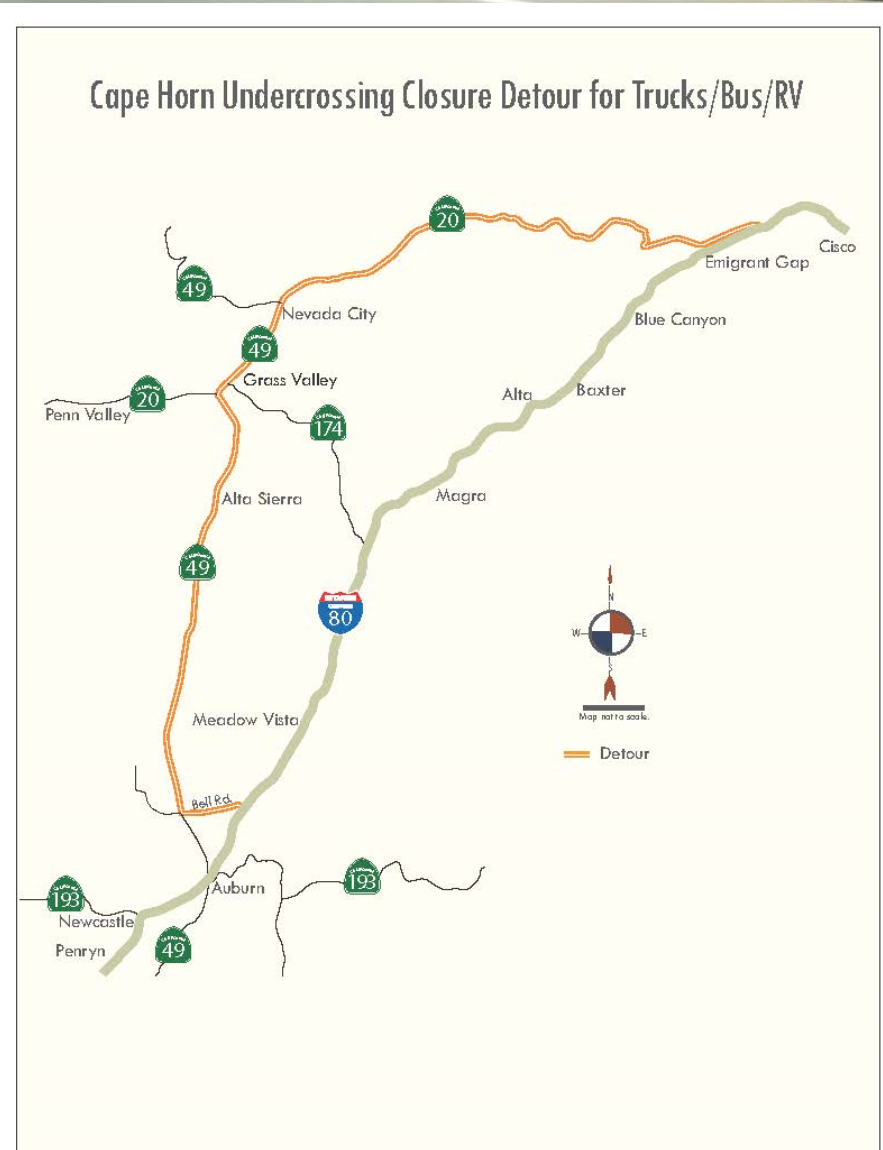 Cape Horn Undercrossing Closure Detour for Trucks/Bus/RV
20
Cisco
Emigrant Gap
49
Nevada City
Blue Canyon
49
Grass Valley
20
Penn Valley
Alta
Baxter
174
Magra
Alta Sierra
49
80
N
W
E
S
Map not to scale.
Meadow Vista
Detour
Bell Rd.
193
Auburn
193
Newcastle
49
Penryn